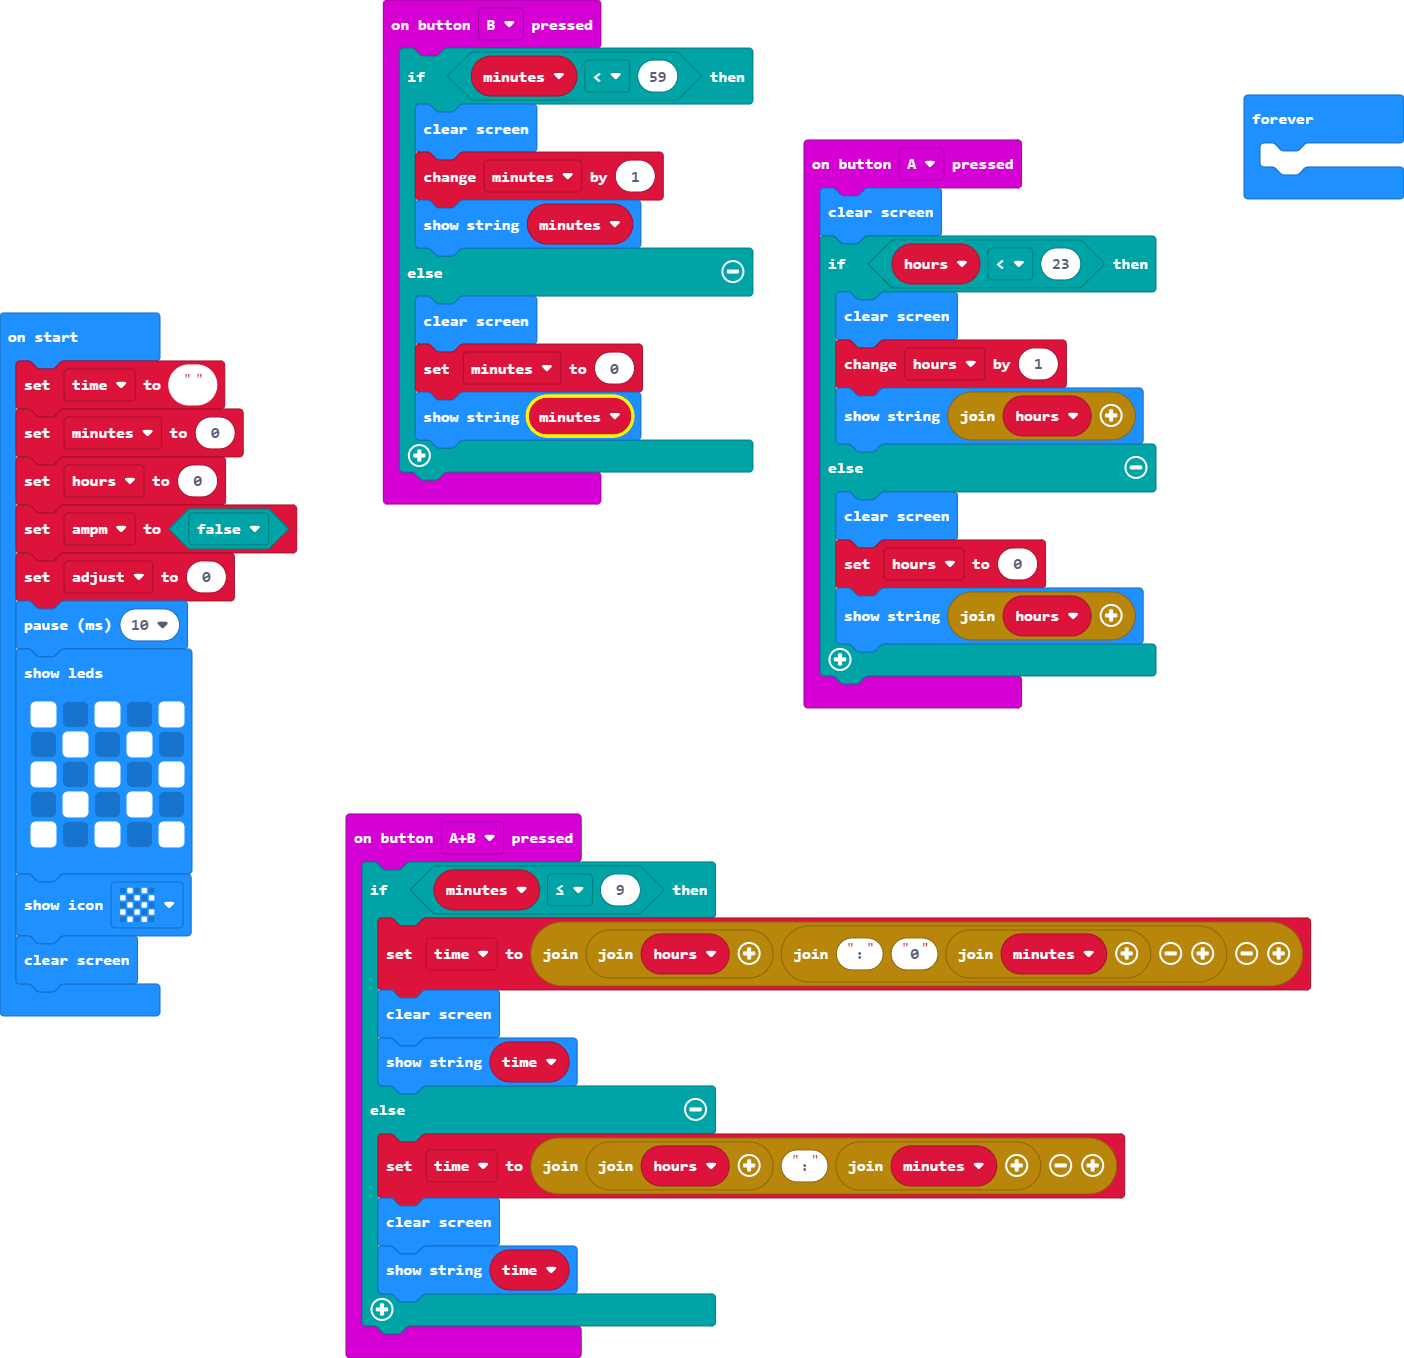 on start
set time to " "
set minutes to 0
set hours to 0
set ampm to false
set adjust to 0
pause (ms) 10
show leds
show icon
clear screen
on button B pressed
if minutes < 59 then
clear screen
change minutes by 1
show string minutes
else
clear screen
set minutes to 0
show string minutes
on button A pressed
clear screen
if hours < 23 then
clear screen
change hours by 1
show string join hours
else
clear screen
set hours to 0
show string join hours
forever
on button A+B pressed
if minutes ≤ 9 then
set time to join join hours join ":" "0" join minutes
clear screen
show string time
else
set time to join join hours ":" join minutes
clear screen
show string time